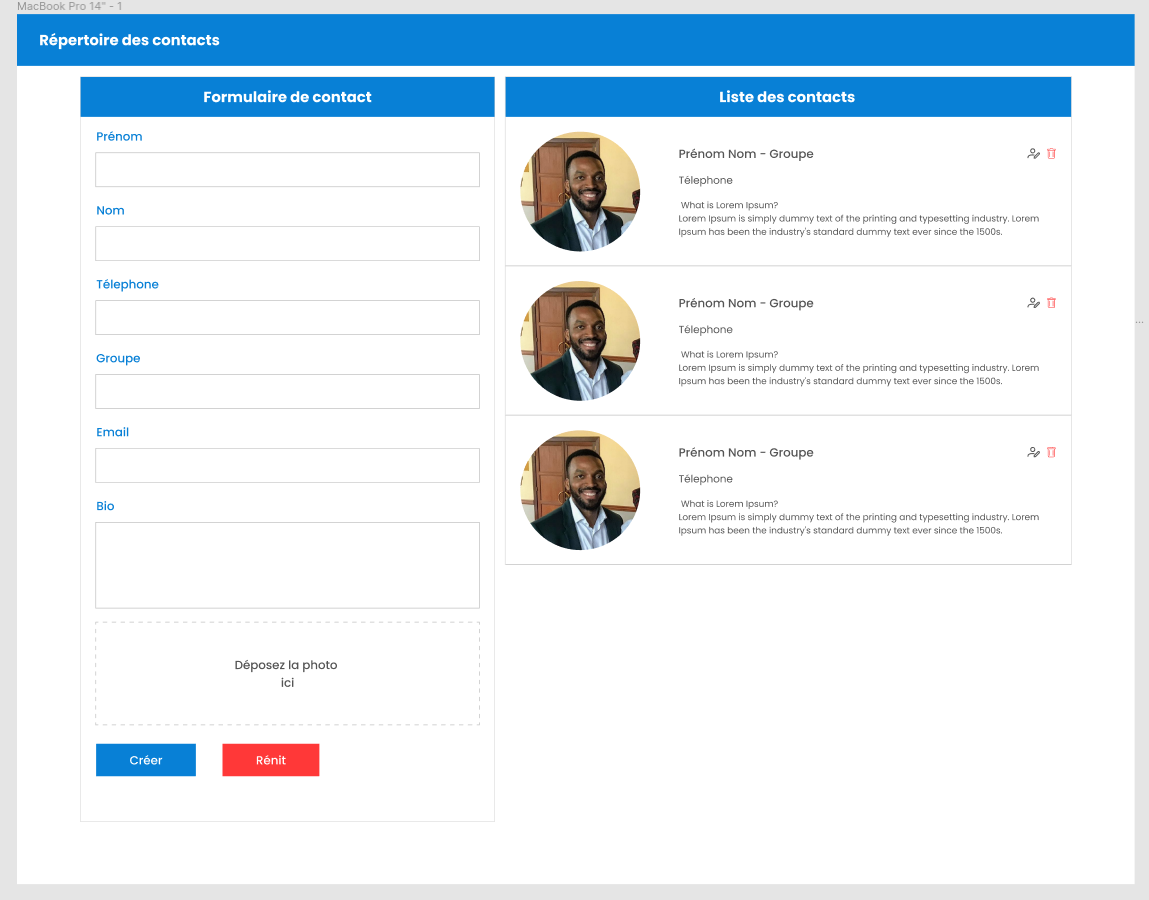 MacBook Pro 14" - 1
Répertoire des contacts
Formulaire de contact
Prénom
Nom
Télephone
Groupe
Email
Bio
Déposez la photo
ici
Créer
Rénit
Liste des contacts
Prénom Nom - Groupe
Télephone
What is Lorem Ipsum?
Lorem Ipsum is simply dummy text of the printing and typesetting industry. Lorem
Ipsum has been the industry's standard dummy text ever since the 1500s.
Prénom Nom - Groupe
Télephone
What is Lorem Ipsum?
Lorem Ipsum is simply dummy text of the printing and typesetting industry. Lorem
Ipsum has been the industry's standard dummy text ever since the 1500s.
Prénom Nom - Groupe
Télephone
What is Lorem Ipsum?
Lorem Ipsum is simply dummy text of the printing and typesetting industry. Lorem
Ipsum has been the industry's standard dummy text ever since the 1500s.
...